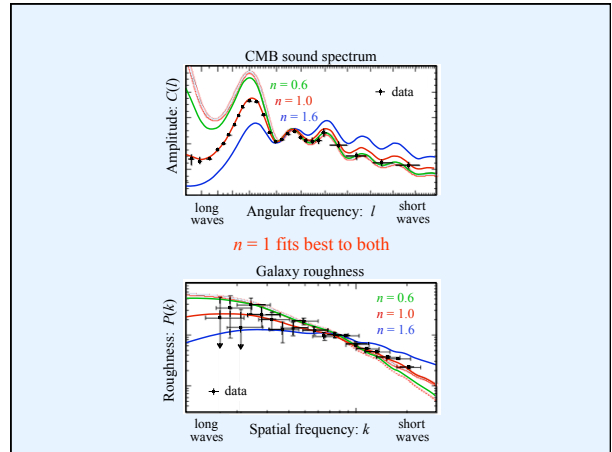 CMB sound spectrum
Amplitude: C(l)
n = 0.6
n = 1.0
n = 1.6
data
long waves
Angular frequency: l
short waves
n = 1 fits best to both
Galaxy roughness
Roughness: P(k)
n = 0.6
n = 1.0
n = 1.6
data
long waves
Spatial frequency: k
short waves